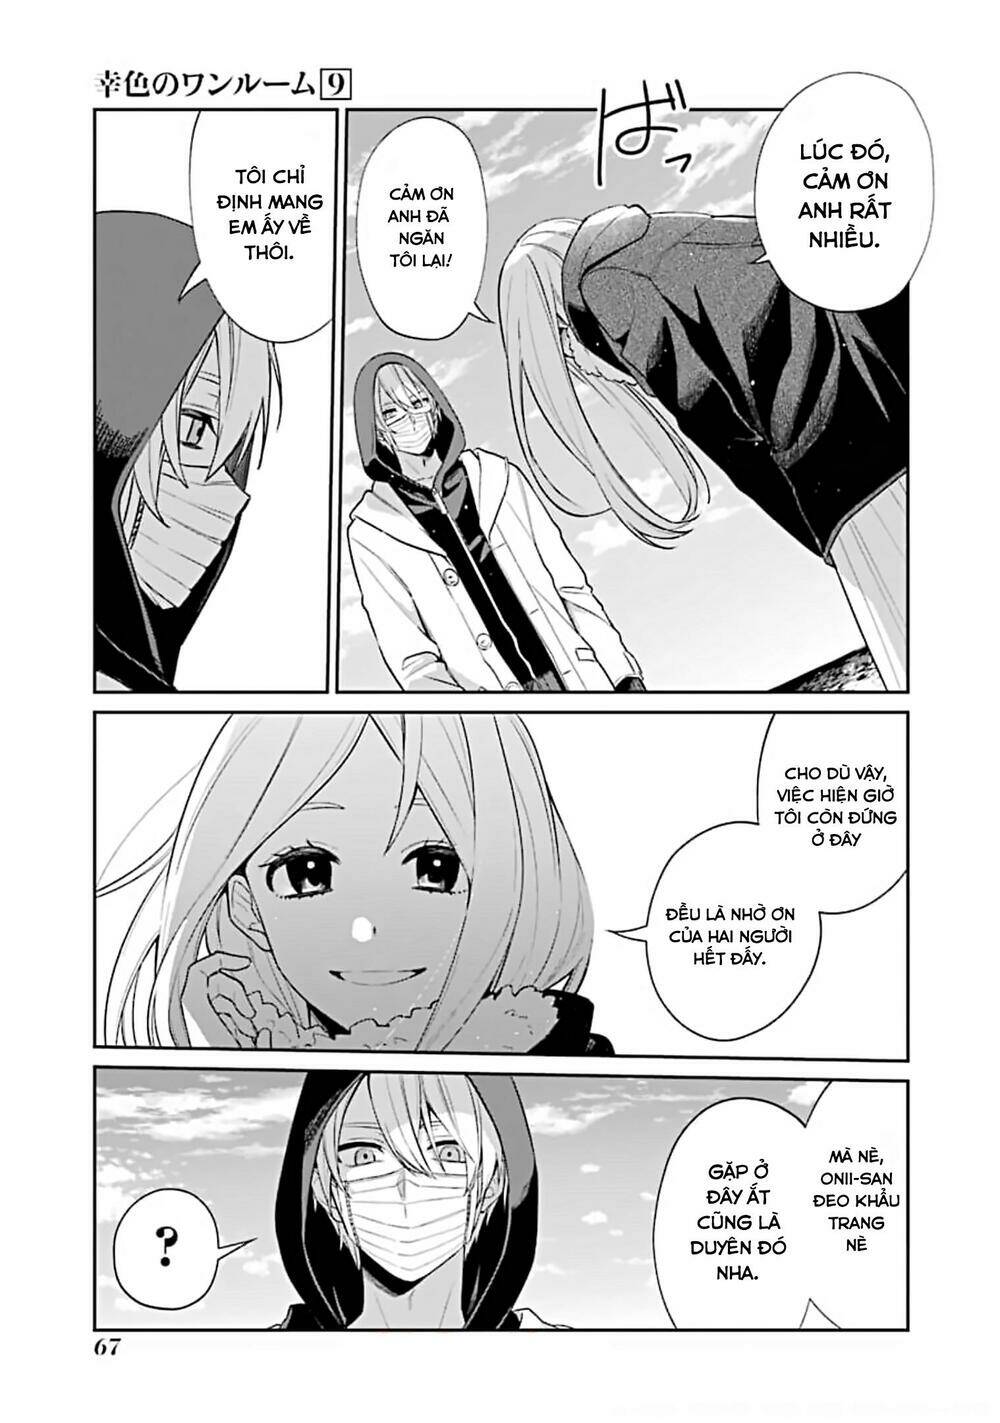 幸色のワンルーム 9
LÚC ĐÓ,
CẢM ƠN
ANH RẤT
NHIỀU.
ばっ
CẢM ƠN
ANH ĐÃ
NGĂN
TÔI LẠI!
TÔI CHỈ
ĐỊNH MANG
EM ẤY VỀ
THÔI.
CHO DÙ VẬY,
VIỆC HIỆN GIỜ
TÔI CÒN ĐỨNG
Ở ĐÂY
ĐỀU LÀ NHỜ ƠN
CỦA HAI NGƯỜI
HẾT ĐẤY.
MÀ NÈ,
ONII-SAN
ĐEO KHẨU
TRANG
NÈ
GẶP Ở
ĐÂY ẮT
CŨNG LÀ
DUYÊN ĐÓ
NHA.
?
67